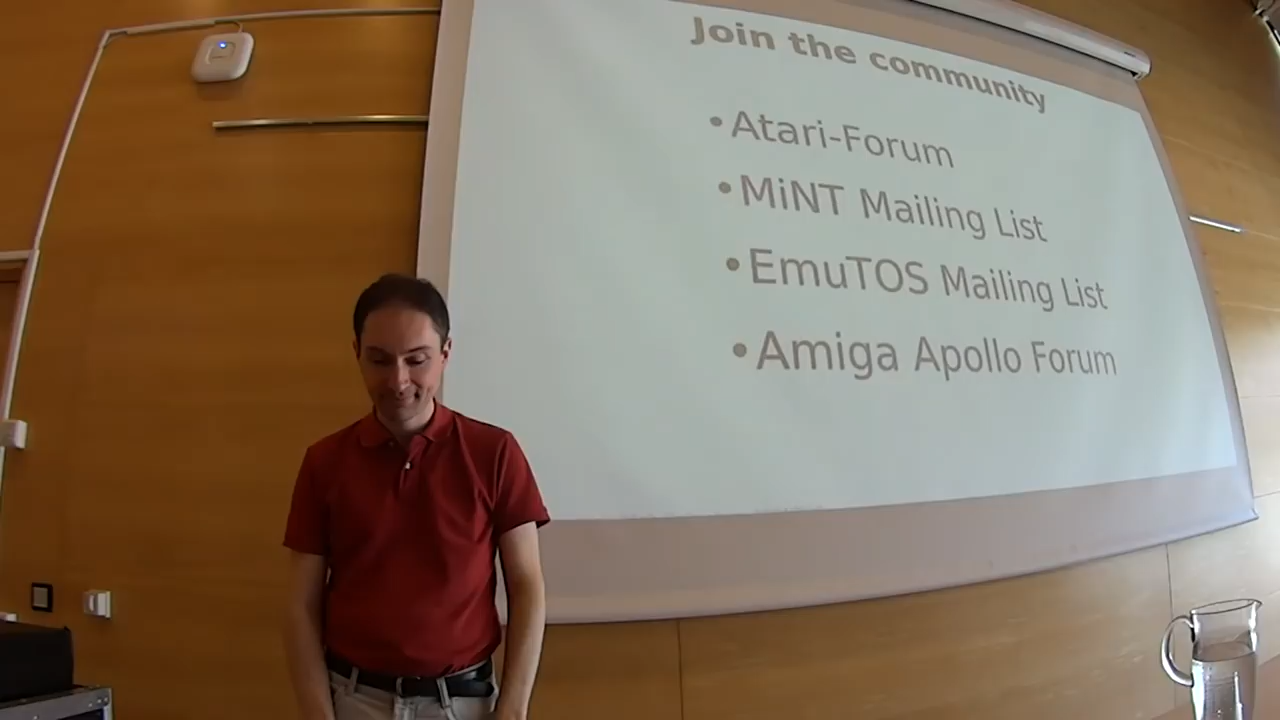 Join the community
•Atari-Forum
•MiNT Mailing List
•EmuTOS Mailing List
•Amiga Apollo Forum